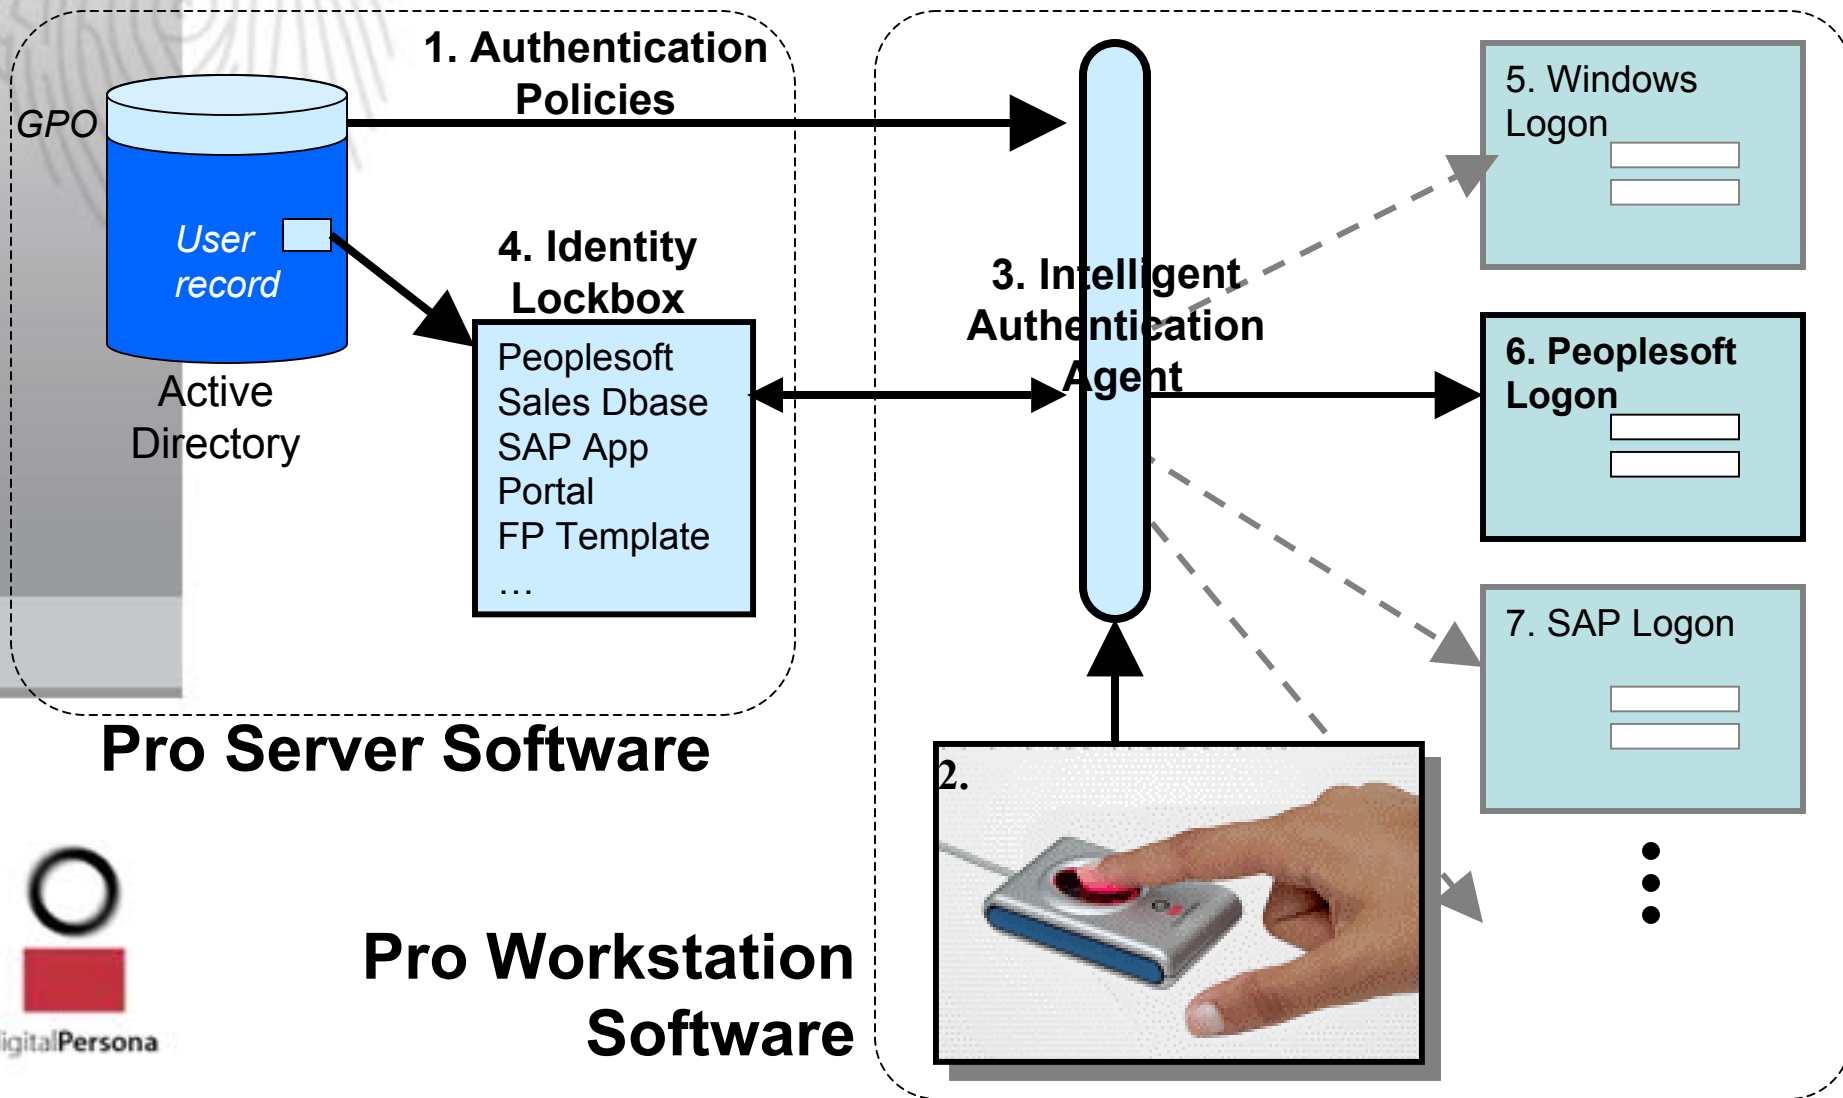 1. Authentication
Policies
GPO
User
record
Active
Directory
4. Identity
Lockbox
Peoplesoft
Sales Dbase
SAP App
Portal
FP Template
…
Pro Server Software
3. Intelligent
Authentication
Agent
5. Windows
Logon
6. Peoplesoft
Logon
7. SAP Logon
2.
Pro Workstation
Software
igitalPersona